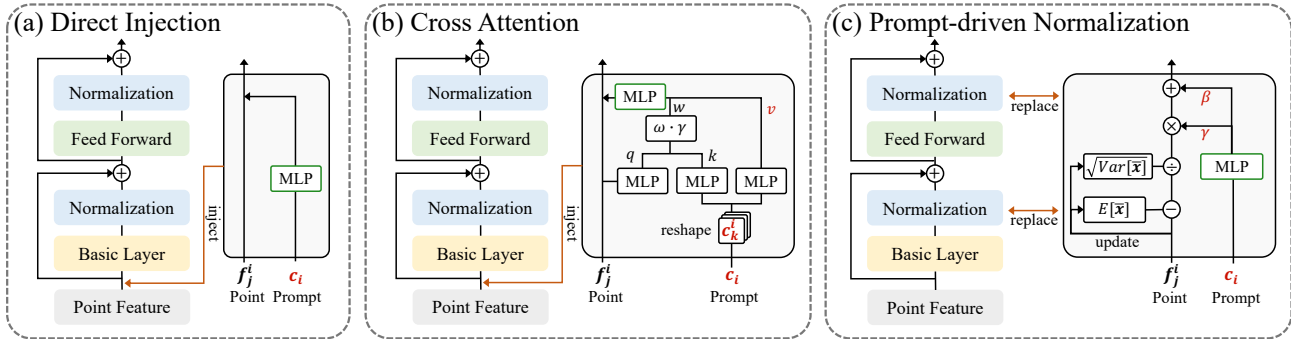 (a) Direct Injection
Normalization
Feed Forward
Normalization
Basic Layer
Point Feature
inject
MLP
f_j^i
c_i
Point
Prompt
(b) Cross Attention
Normalization
Feed Forward
Normalization
Basic Layer
Point Feature
inject
MLP
w
v
ω · γ
q
k
MLP
MLP
MLP
reshape
c_k^i
f_j^i
c_i
Point
Prompt
(c) Prompt-driven Normalization
Normalization
Feed Forward
Normalization
Basic Layer
Point Feature
replace
replace
+
β
×
γ
√Var[x̄]
÷
MLP
E[x̄]
−
update
f_j^i
c_i
Point
Prompt